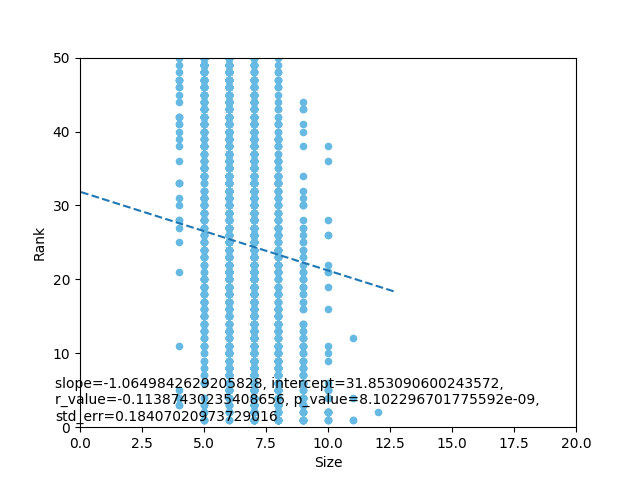 50
40
30
20
10
0
Rank
slope=-1.0649842629205828, intercept=31.853090600243572,
r_value=-0.11387430235408656, p_value=8.102296701775592e-09,
std_err=0.18407020973729016
0.0 2.5 5.0 7.5 10.0 12.5 15.0 17.5 20.0
Size